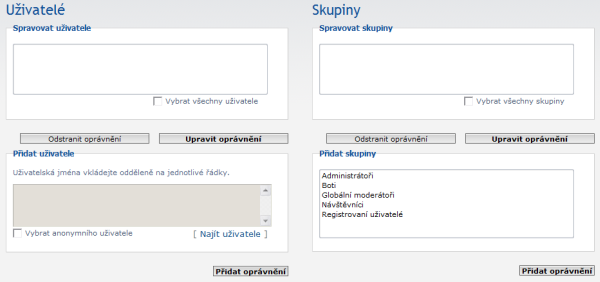 Uživatelé
Spravovat uživatele
Vybrat všechny uživatele
Odstranit oprávnění
Upravit oprávnění
Přidat uživatele
Uživatelská jména vkládejte odděleně na jednotlivé řádky.
Vybrat anonymního uživatele
[ Najít uživatele ]
Přidat oprávnění
Skupiny
Spravovat skupiny
Vybrat všechny skupiny
Odstranit oprávnění
Upravit oprávnění
Přidat skupiny
Administrátoři
Boti
Globální moderátoři
Návštěvníci
Registrovaní uživatelé
Přidat oprávnění